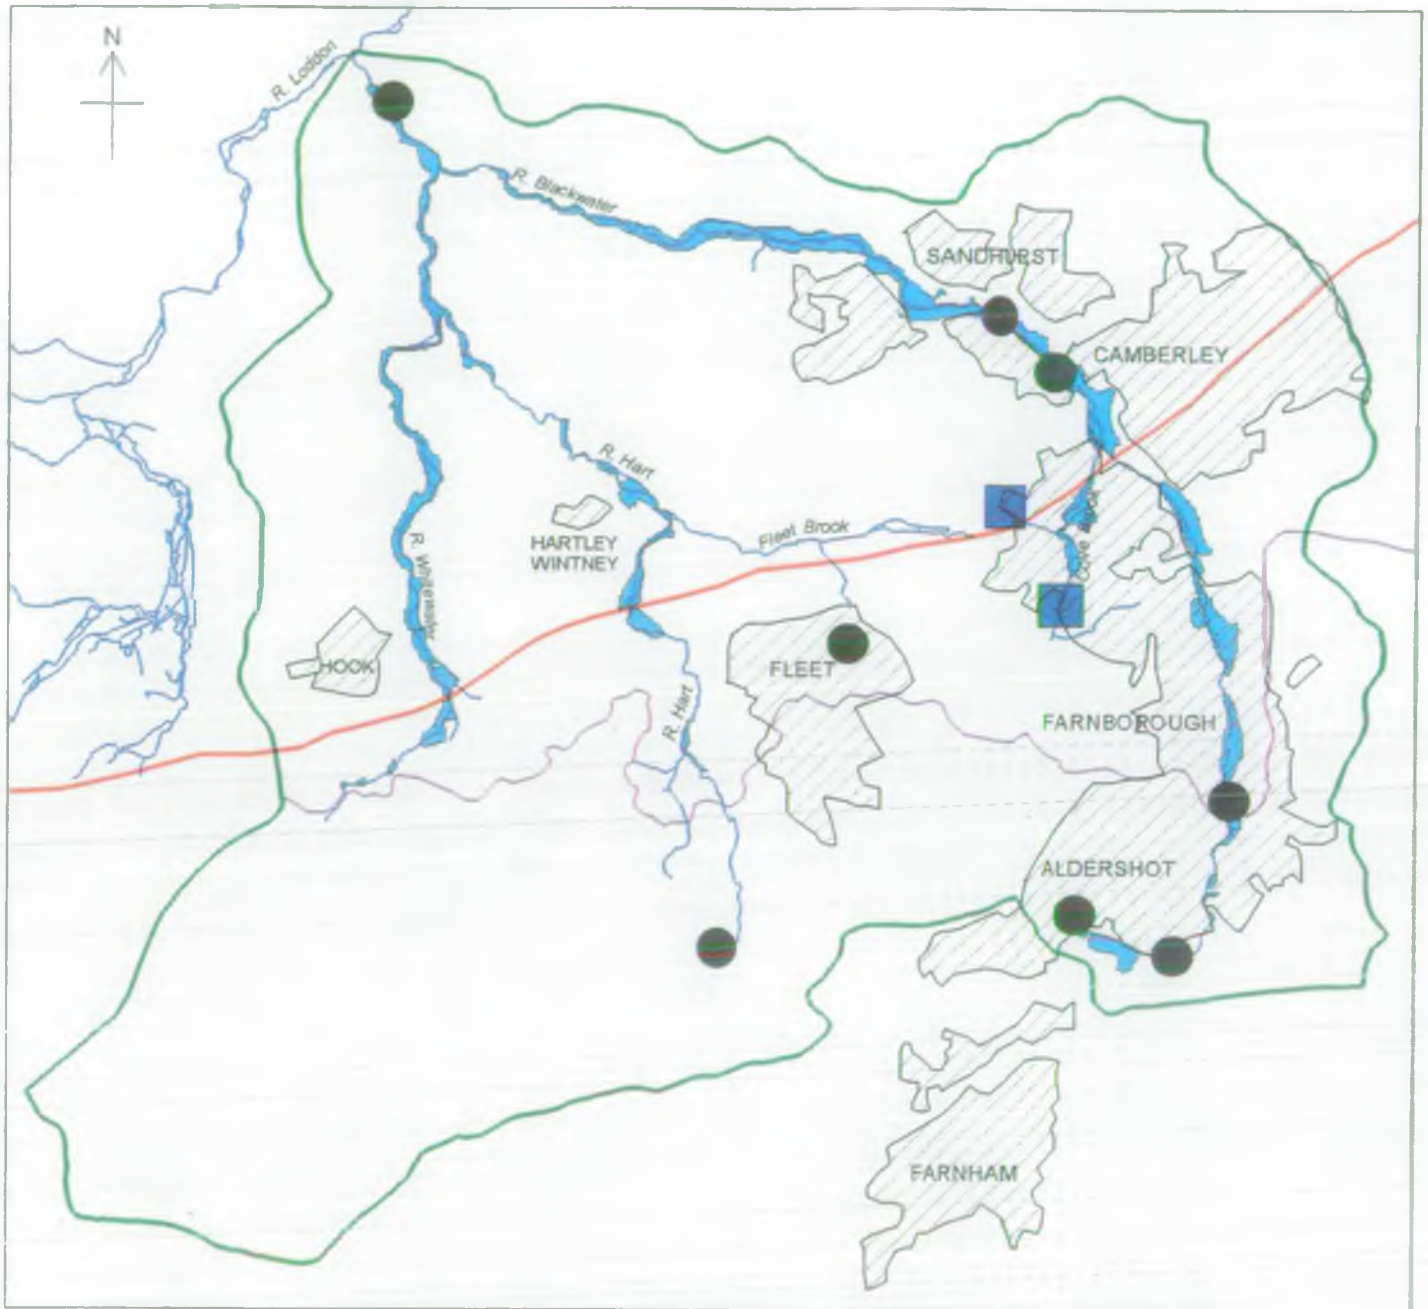 N
R. Loddon
R. Blackwater
SANDHURST
CAMBERLEY
R. Hart
HARTLEY
WINTNEY
Fleet Brook
Cove Brook
R. Whitewater
HOOK
FLEET
R. Hart
FARNBOROUGH
ALDERSHOT
FARNHAM